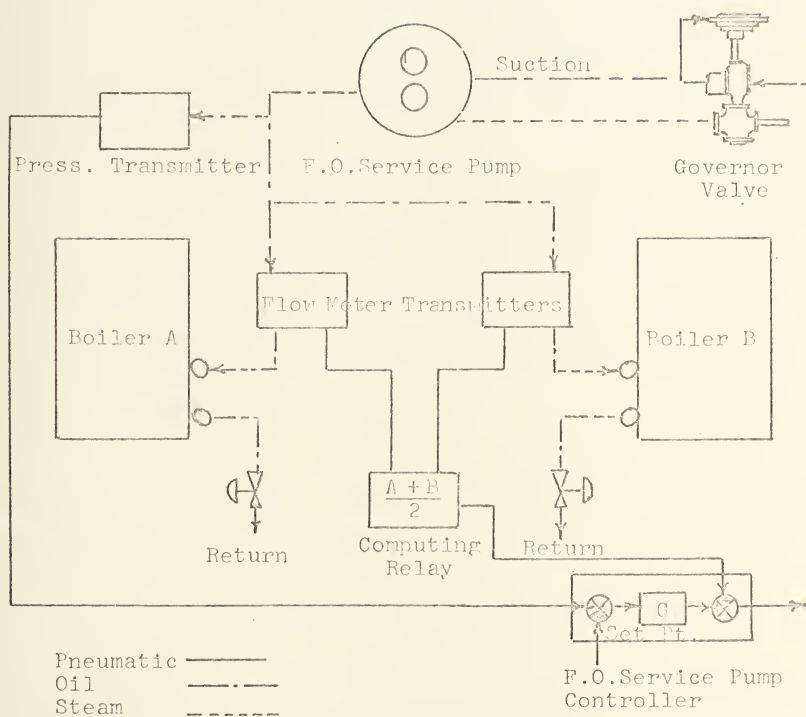 Suction
Press. Transmitter
F.O.Service Pump
Governor
Valve
Flow Meter Transmitters
Boiler A
Boiler B
A + B
2
Computing
Relay
Return
Return
G
Set Pt.
F.O.Service Pump
Controller
Pneumatic
Oil
Steam